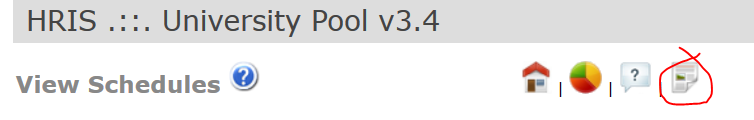 HRIS .::. University Pool v3.4
View Schedules ?
| | ? |